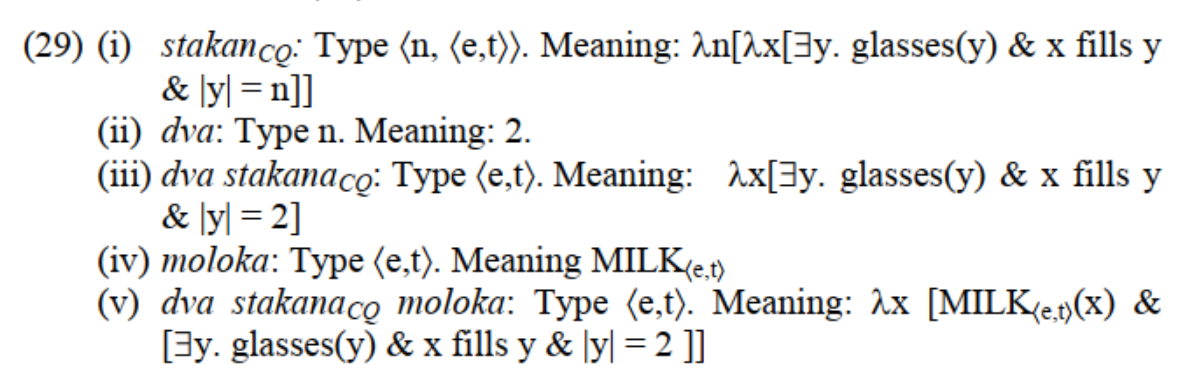 (29) (i) stakanCQ: Type ⟨n, ⟨e,t⟩⟩. Meaning: λn[λx[∃y. glasses(y) & x fills y
& |y| = n]]
(ii) dva: Type n. Meaning: 2.
(iii) dva stakanaCQ: Type ⟨e,t⟩. Meaning: λx[∃y. glasses(y) & x fills y
& |y| = 2]
(iv) moloka: Type ⟨e,t⟩. Meaning MILK⟨e,t⟩
(v) dva stakanaCQ moloka: Type ⟨e,t⟩. Meaning: λx [MILK⟨e,t⟩(x) &
[∃y. glasses(y) & x fills y & |y| = 2 ]]